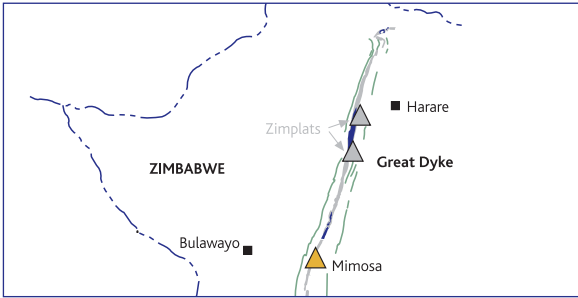 Harare
Zimplats
Great Dyke
ZIMBABWE
Bulawayo
Mimosa